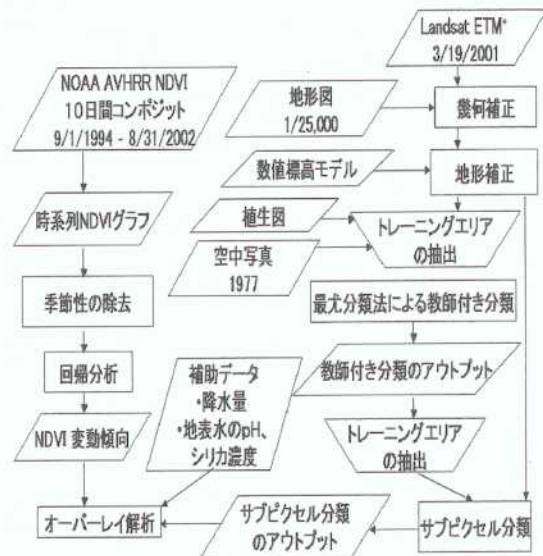 Landsat ETM+
3/19/2001
NOAA AVHRR NDVI
10日間コンポジット
9/1/1994 - 8/31/2002
地形図
1/25,000
幾何補正
数値標高モデル
地形補正
時系列NDVIグラフ
植生図
トレーニングエリア
の抽出
空中写真
1977
季節性の除去
最尤分類法による教師付き分類
回帰分析
補助データ
・降水量
・地表水のpH、
シリカ濃度
教師付き分類のアウトプット
NDVI 変動傾向
トレーニングエリア
の抽出
オーバーレイ解析
サブピクセル分類
のアウトプット
サブピクセル分類